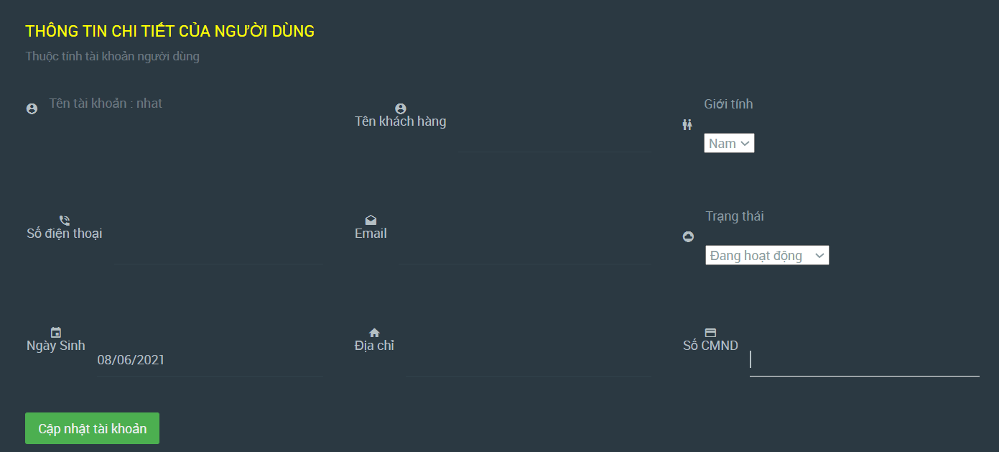 THÔNG TIN CHI TIẾT CỦA NGƯỜI DÙNG
Thuộc tính tài khoản người dùng
Tên tài khoản : nhat
Tên khách hàng
Giới tính
Nam
Số điện thoại
Email
Trạng thái
Đang hoạt động
Ngày Sinh
08/06/2021
Địa chỉ
Số CMND
Cập nhật tài khoản